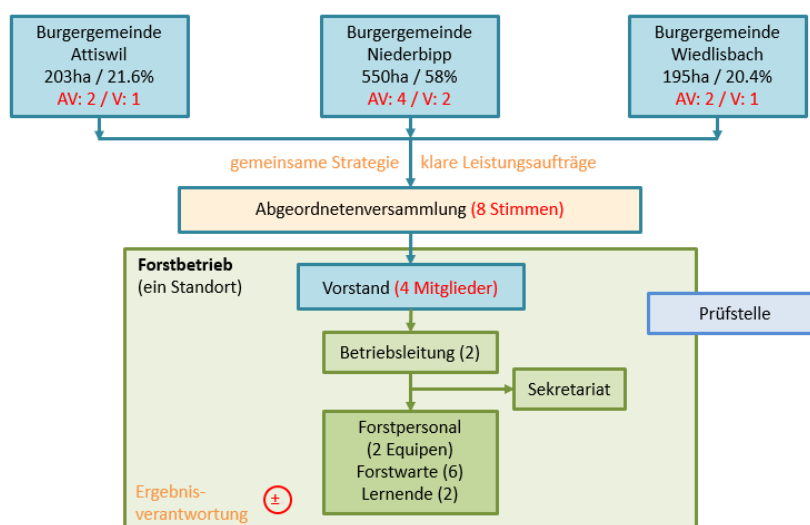 Burgergemeinde
Attiswil
203ha / 21.6%
AV: 2 / V: 1
Burgergemeinde
Niederbipp
550ha / 58%
AV: 4 / V: 2
Burgergemeinde
Wiedlisbach
195ha / 20.4%
AV: 2 / V: 1
gemeinsame Strategie
klare Leistungsaufträge
Abgeordnetenversammlung (8 Stimmen)
Forstbetrieb
(ein Standort)
Vorstand (4 Mitglieder)
Prüfstelle
Betriebsleitung (2)
Sekretariat
Forstpersonal
(2 Equipen)
Forstwarte (6)
Lernende (2)
Ergebnis-
verantwortung
±